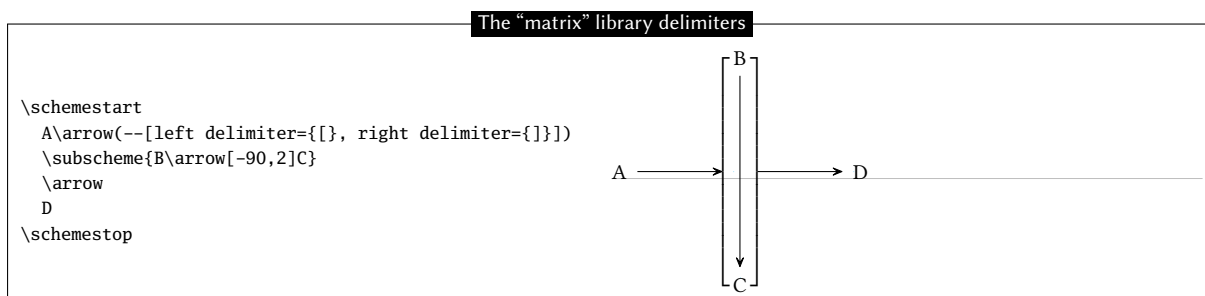 The “matrix” library delimiters
\schemestart
  A\arrow(--[left delimiter={[}, right delimiter={]}])
  \subscheme{B\arrow[-90,2]C}
  \arrow
  D
\schemestop
B
A D
C